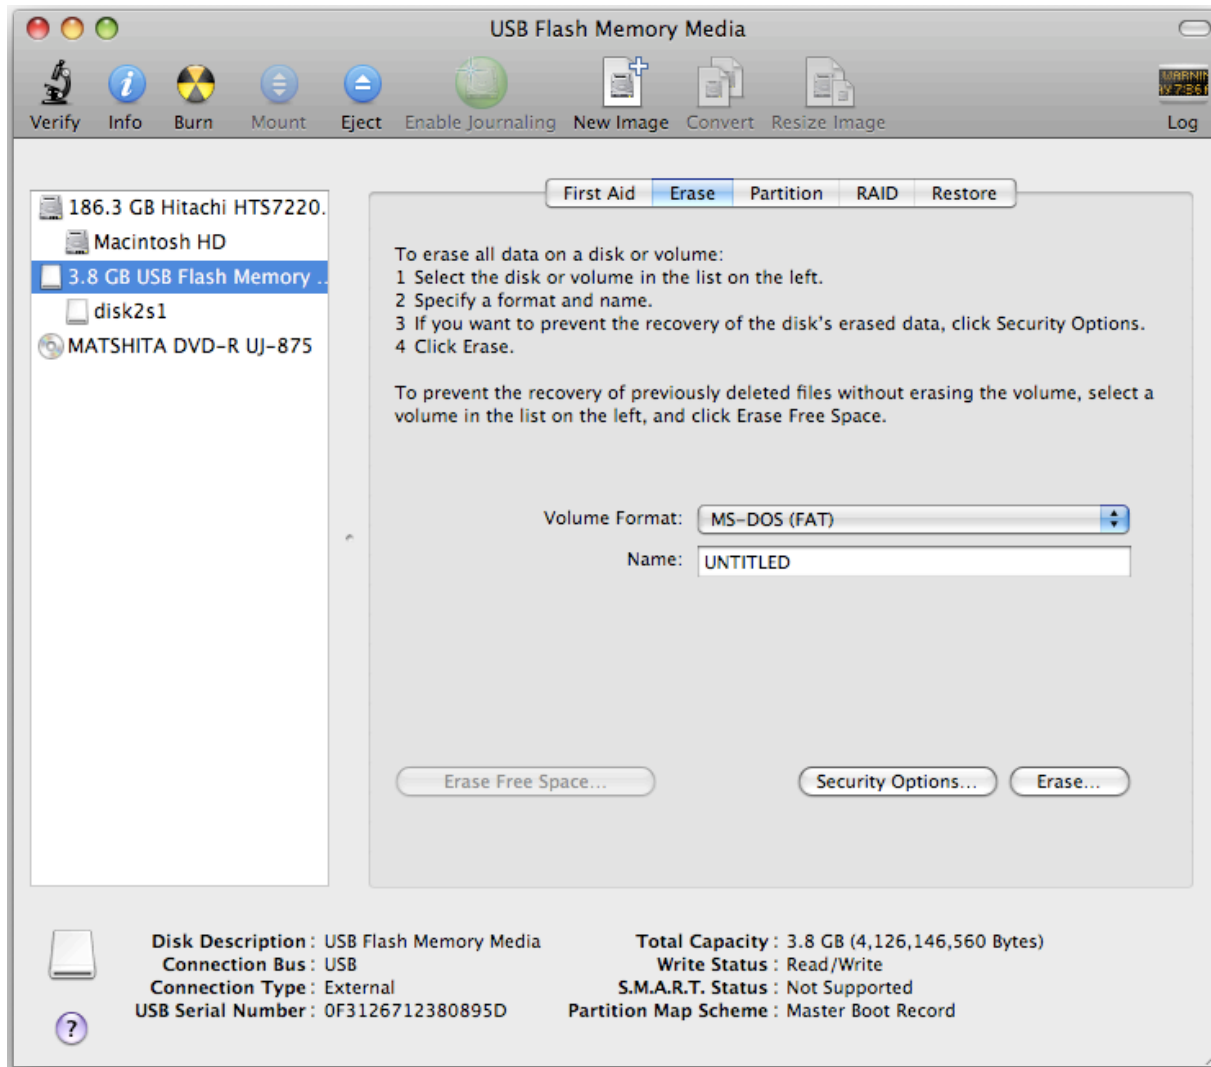 USB Flash Memory Media
Verify Info Burn Mount Eject Enable Journaling New Image Convert Resize Image Log
First Aid Erase Partition RAID Restore
186.3 GB Hitachi HTS7220.
Macintosh HD
3.8 GB USB Flash Memory ..
disk2s1
MATSHITA DVD-R UJ-875
To erase all data on a disk or volume:
1 Select the disk or volume in the list on the left.
2 Specify a format and name.
3 If you want to prevent the recovery of the disk's erased data, click Security Options.
4 Click Erase.
To prevent the recovery of previously deleted files without erasing the volume, select a
volume in the list on the left, and click Erase Free Space.
Volume Format: MS-DOS (FAT)
Name: UNTITLED
Erase Free Space... Security Options... Erase...
Disk Description : USB Flash Memory Media
Connection Bus : USB
Connection Type : External
USB Serial Number : 0F3126712380895D
Total Capacity : 3.8 GB (4,126,146,560 Bytes)
Write Status : Read/Write
S.M.A.R.T. Status : Not Supported
Partition Map Scheme : Master Boot Record
?